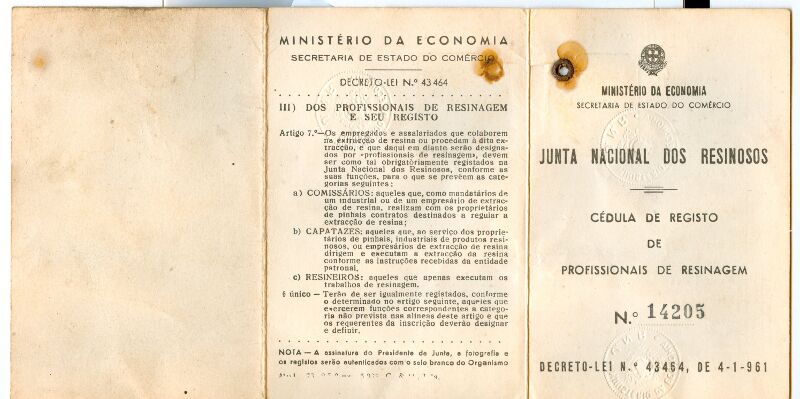 MINISTÉRIO DA ECONOMIA
SECRETARIA DE ESTADO DO COMÉRCIO
DECRETO-LEI N.º 43 464
III) DOS PROFISSIONAIS DE RESINAGEM
E SEU REGISTO
Artigo 7.º—Os empregados e assalariados que colaborem
na extracção de resina ou procedam à dita ex-
tracção, e que daqui em diante serão designa-
dos por «profissionais de resinagem», devem
ser como tal obrigatòriamente registados na
Junta Nacional dos Resinosos, conforme as
suas funções, para o que se prevêem as cate-
gorias seguintes;
a) COMISSÁRIOS: aqueles que, como mandatários de
um industrial ou de um empresário de extrac-
ção de resina, realizam com os proprietários
de pinhais contratos destinados a regular a
extracção de resina;
b) CAPATAZES: aqueles que, ao serviço dos proprie-
tários de pinhais, industriais de produtos resi-
nosos, ou empresários de extracção de resina
dirigem e executam a extracção da resina
conforme as instruções recebidas da entidade
patronal.
c) RESINEIROS: aqueles que apenas executam os
trabalhos de resinagem.
§ único — Terão de ser igualmente registados, conforme
o determinado no artigo seguinte, aqueles que
exercerem funções correspondentes a catego-
ria não prevista nas alíneas deste artigo e que
os requerentes da inscrição deverão designar
e definir.
NOTA — A assinatura do Presidente da Junta, a fotografia e
os registos serão autenticados com o selo branco do Organismo
MINISTÉRIO DA ECONOMIA
SECRETARIA DE ESTADO DO COMÉRCIO
JUNTA NACIONAL DOS RESINOSOS
CÉDULA DE REGISTO
DE
PROFISSIONAIS DE RESINAGEM
N.º 14205
DECRETO-LEI N.º 43464, DE 4-1-961